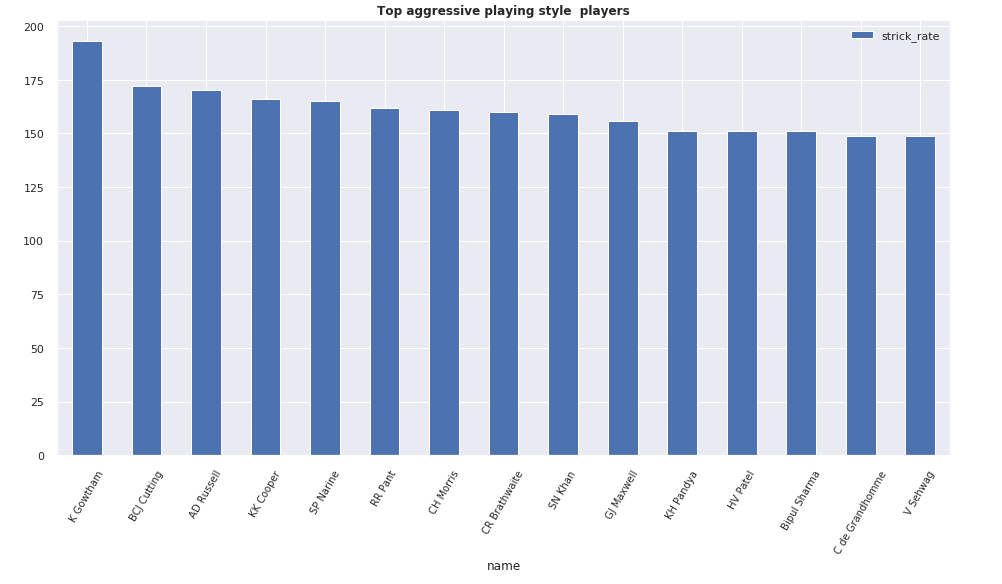 Top aggressive playing style  players
strick_rate
200
175
150
125
100
75
50
25
0
K Gowtham
BCJ Cutting
AD Russell
KK Cooper
SP Narine
RR Pant
CH Morris
CR Brathwaite
SN Khan
GJ Maxwell
KH Pandya
HV Patel
Bipul Sharma
C de Grandhomme
V Sehwag
name